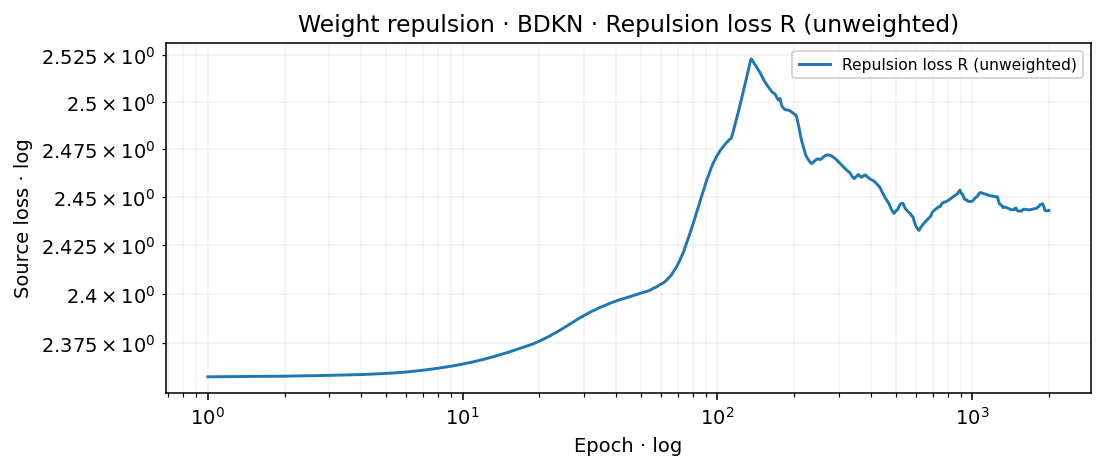 Weight repulsion · BDKN · Repulsion loss R (unweighted)
Repulsion loss R (unweighted)
Source loss · log
2.525 × 10⁰
2.5 × 10⁰
2.475 × 10⁰
2.45 × 10⁰
2.425 × 10⁰
2.4 × 10⁰
2.375 × 10⁰
10⁰ 10¹ 10² 10³
Epoch · log